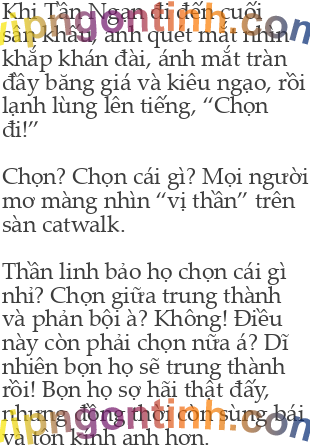 Khi Tần Ngạn đi đến cuối
sân khấu, anh quét mắt nhìn
khắp khán đài, ánh mắt tràn
đầy băng giá và kiêu ngạo, rồi
lạnh lùng lên tiếng, “Chọn
đi!”
Chọn? Chọn cái gì? Mọi người
mơ màng nhìn “vị thần” trên
sàn catwalk.
Thần linh bảo họ chọn cái gì
nhỉ? Chọn giữa trung thành
và phản bội à? Không! Điều
này còn phải chọn nữa á? Dĩ
nhiên bọn họ sẽ trung thành
rồi! Bọn họ sợ hãi thật đấy,
nhưng đồng thời còn sùng bái
và tôn kính anh hơn.
vipngontinh.com
vipngontinh.com